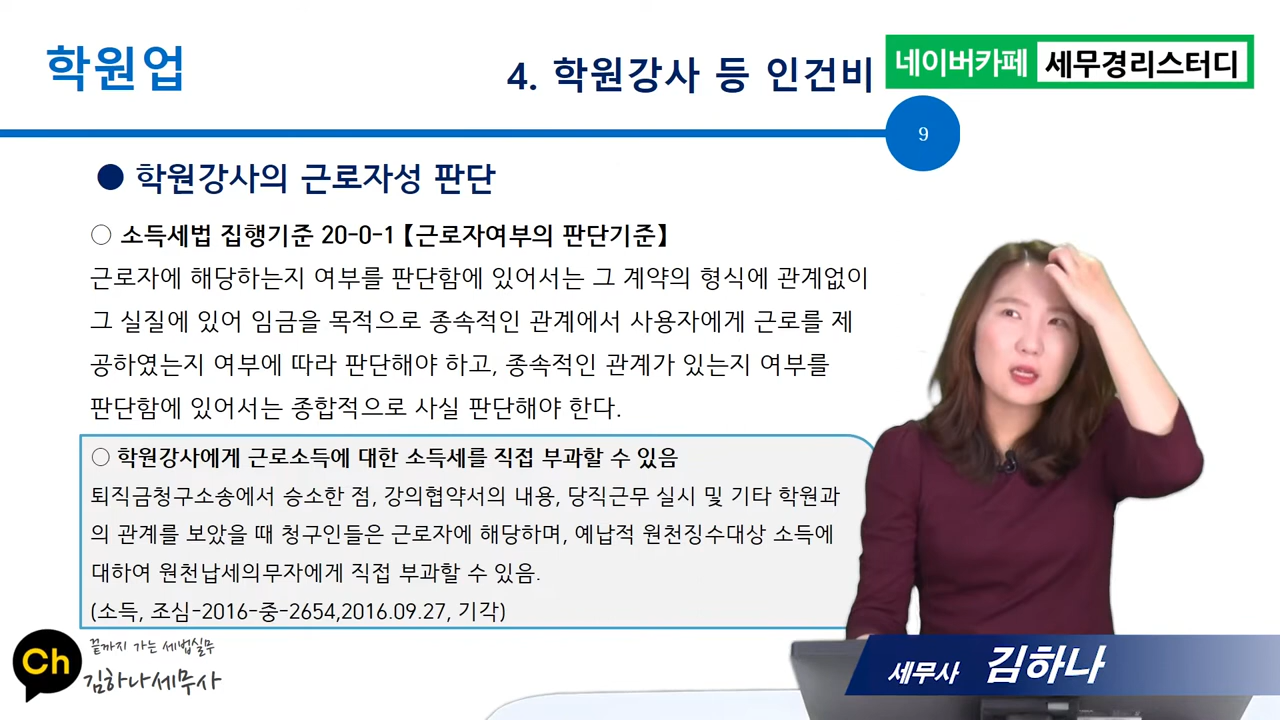 학원업
4. 학원강사 등 인건비
네이버카페 세무경리스터디
9
● 학원강사의 근로자성 판단
○ 소득세법 집행기준 20-0-1【근로자여부의 판단기준】
근로자에 해당하는지 여부를 판단함에 있어서는 그 계약의 형식에 관계없이
그 실질에 있어 임금을 목적으로 종속적인 관계에서 사용자에게 근로를 제
공하였는지 여부에 따라 판단해야 하고, 종속적인 관계가 있는지 여부를
판단함에 있어서는 종합적으로 사실 판단해야 한다.
○ 학원강사에게 근로소득에 대한 소득세를 직접 부과할 수 있음
퇴직금청구소송에서 승소한 점, 강의협약서의 내용, 당직근무 실시 및 기타 학원과
의 관계를 보았을 때 청구인들은 근로자에 해당하며, 예납적 원천징수대상 소득에
대하여 원천납세의무자에게 직접 부과할 수 있음.
(소득, 조심-2016-중-2654,2016.09.27, 기각)
Ch
끝까지 가는 세법실무
김하나세무사
세무사 김하나